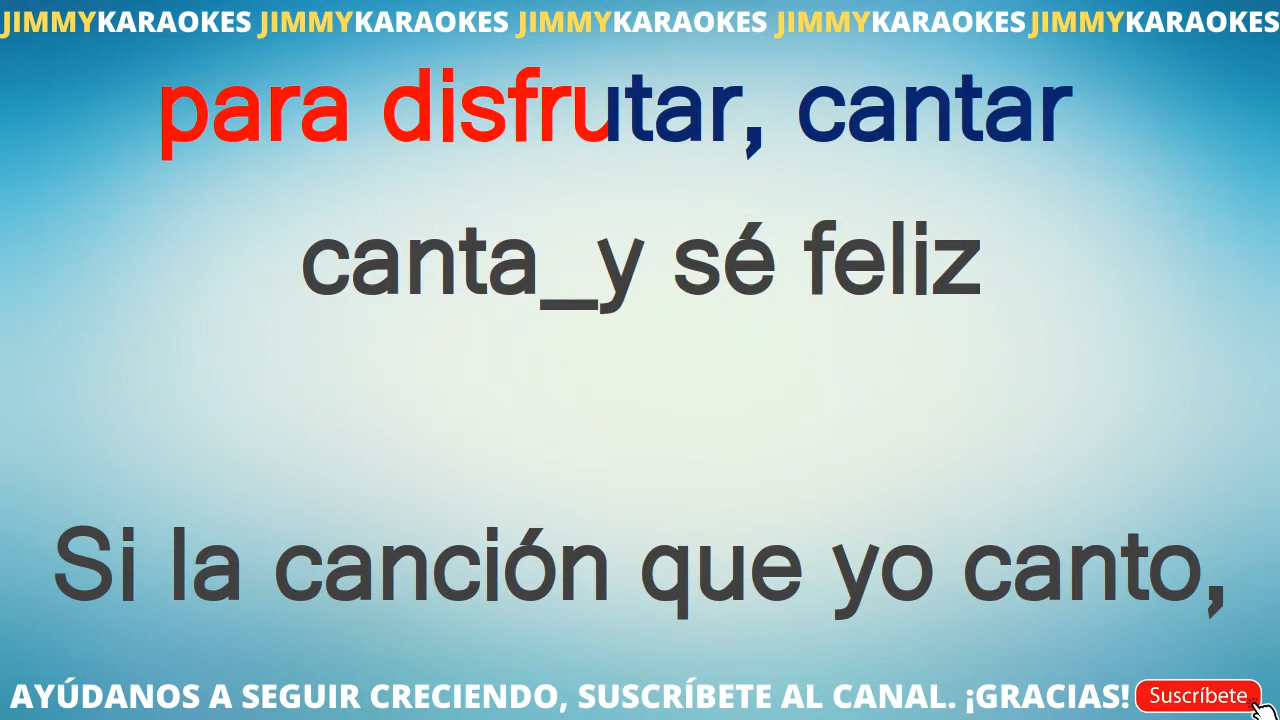 JIMMYKARAOKES JIMMYKARAOKES JIMMYKARAOKES JIMMYKARAOKES JIMMYKARAOKES
para disfrutar, cantar
canta_y sé feliz
Si la canción que yo canto,
AYÚDANOS A SEGUIR CRECIENDO, SUSCRÍBETE AL CANAL. ¡GRACIAS! Suscríbete